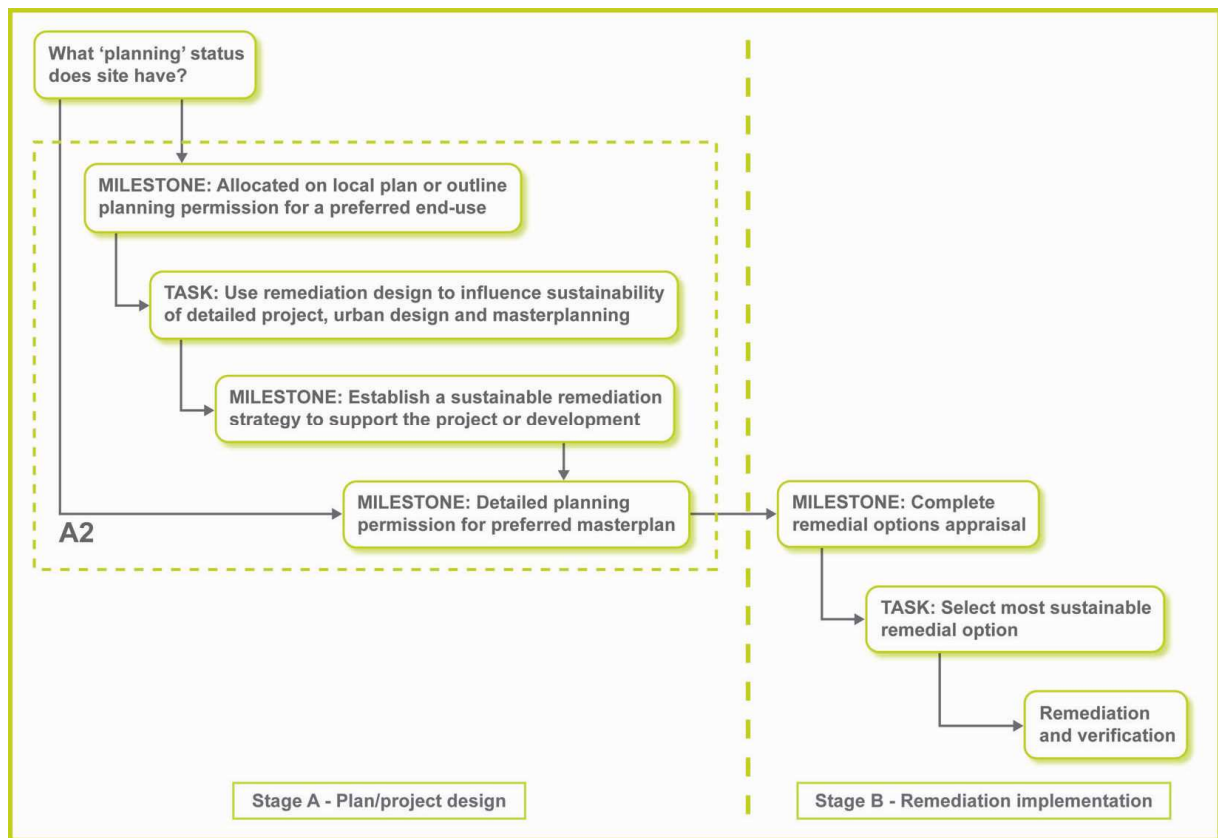 What ‘planning’ status
does site have?
MILESTONE: Allocated on local plan or outline
planning permission for a preferred end-use
TASK: Use remediation design to influence sustainability
of detailed project, urban design and masterplanning
MILESTONE: Establish a sustainable remediation
strategy to support the project or development
MILESTONE: Detailed planning
permission for preferred masterplan
A2
MILESTONE: Complete
remedial options appraisal
TASK: Select most sustainable
remedial option
Remediation
and verification
Stage A - Plan/project design
Stage B - Remediation implementation